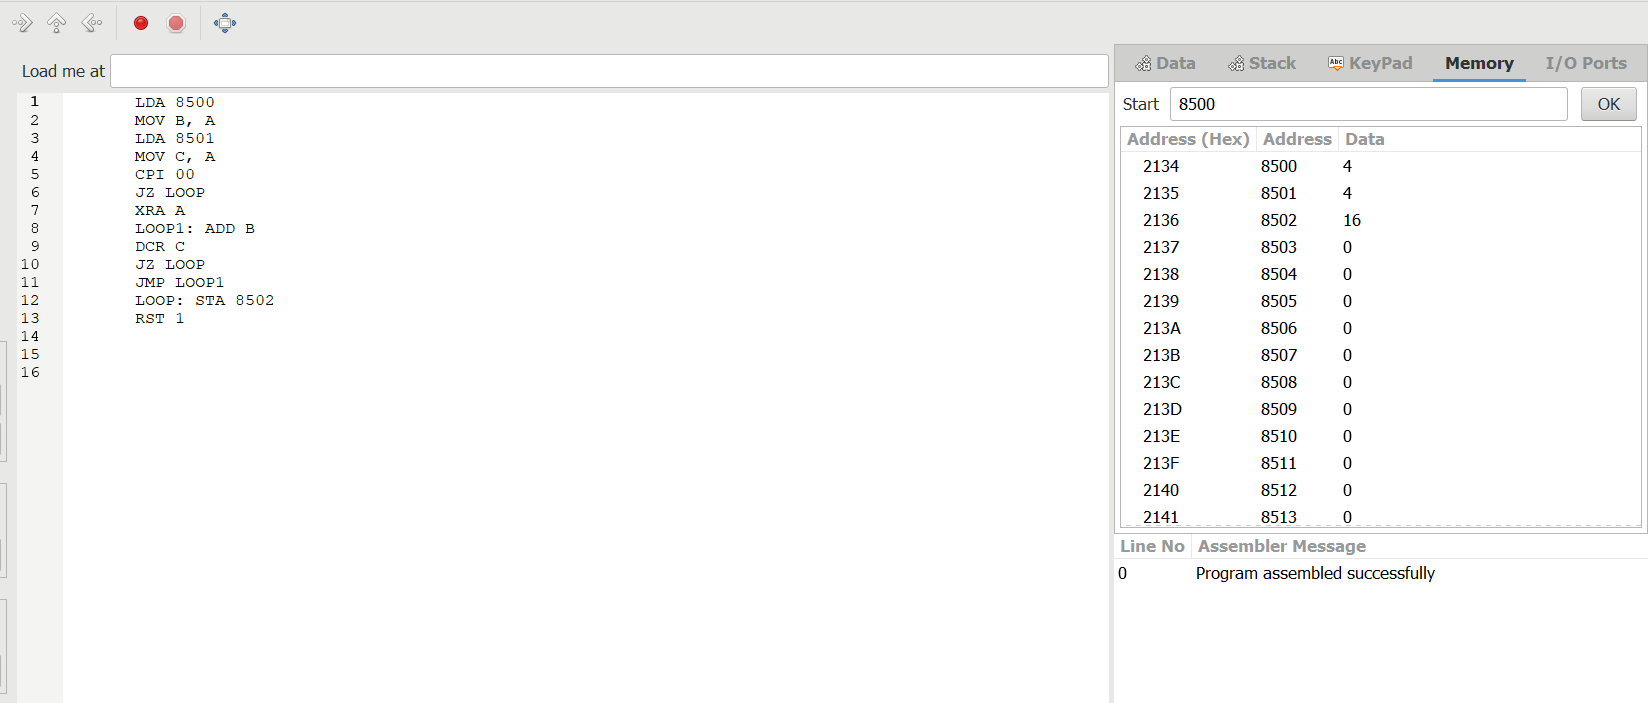 Load me at
1 LDA 8500
2 MOV B, A
3 LDA 8501
4 MOV C, A
5 CPI 00
6 JZ LOOP
7 XRA A
8 LOOP1: ADD B
9 DCR C
10 JZ LOOP
11 JMP LOOP1
12 LOOP: STA 8502
13 RST 1
14
15
16
Data Stack Abc KeyPad Memory I/O Ports
Start 8500 OK
Address (Hex) Address Data
2134 8500 4
2135 8501 4
2136 8502 16
2137 8503 0
2138 8504 0
2139 8505 0
213A 8506 0
213B 8507 0
213C 8508 0
213D 8509 0
213E 8510 0
213F 8511 0
2140 8512 0
2141 8513 0
Line No Assembler Message
0 Program assembled successfully